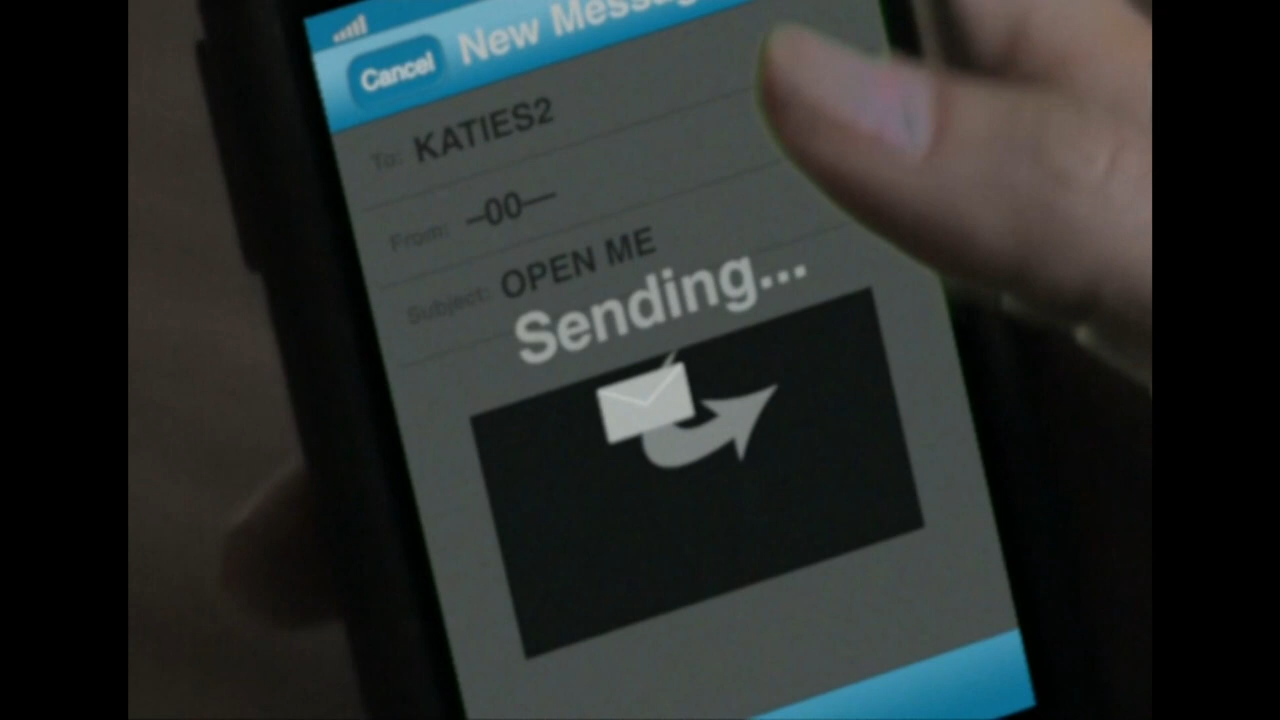 Cancel New Messag
To: KATIES2
From: –00—
Subject: OPEN ME
Sending...